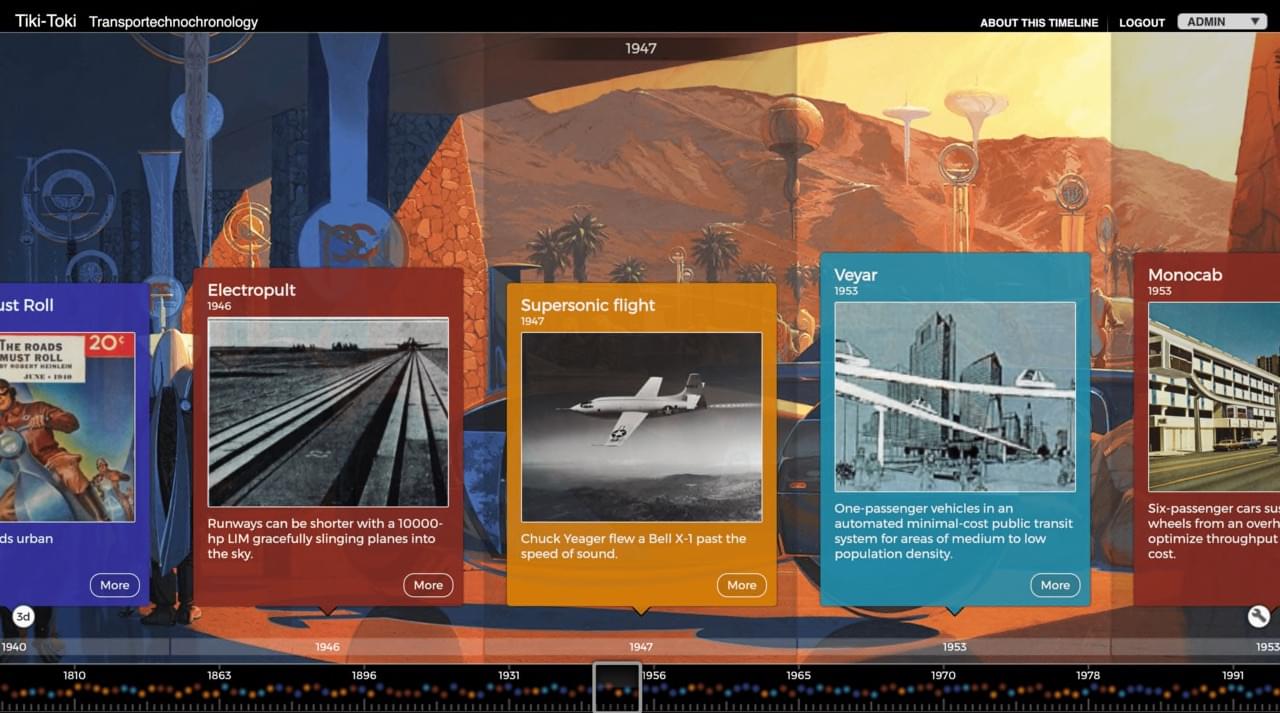 Tiki-Toki Transportechnochronology
ABOUT THIS TIMELINE LOGOUT ADMIN
1947
ust Roll
THE ROADS
MUST ROLL
BY ROBERT HEINLEIN
JUNE • 1940
20¢
ds urban
More
Electropult
1946
Runways can be shorter with a 10000-
hp LIM gracefully slinging planes into
the sky.
More
Supersonic flight
1947
Chuck Yeager flew a Bell X-1 past the
speed of sound.
More
Veyar
1953
One-passenger vehicles in an
automated minimal-cost public transit
system for areas of medium to low
population density.
More
Monocab
1953
Six-passenger cars sus
wheels from an overh
optimize throughput
cost.
3d
1940 1946 1947 1953 1953
1810 1863 1896 1931 1956 1965 1970 1978 1991